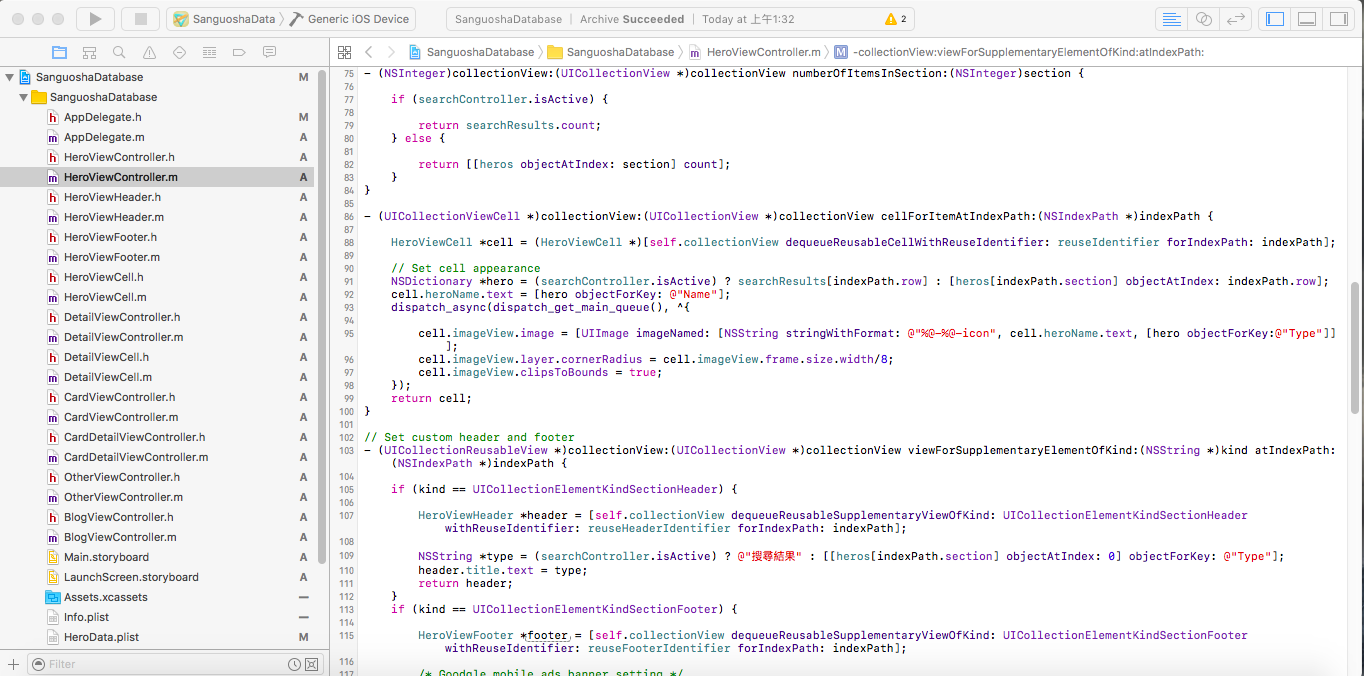 SanguoshaData
Generic iOS Device
SanguoshaDatabase | Archive Succeeded | Today at 上午1:32
2
SanguoshaDatabase
SanguoshaDatabase
HeroViewController.m
M
-collectionView:viewForSupplementaryElementOfKind:atIndexPath:
SanguoshaDatabase M
SanguoshaDatabase
h AppDelegate.h M
m AppDelegate.m A
h HeroViewController.h A
m HeroViewController.m A
h HeroViewHeader.h A
m HeroViewHeader.m A
h HeroViewFooter.h A
m HeroViewFooter.m A
h HeroViewCell.h A
m HeroViewCell.m A
h DetailViewController.h A
m DetailViewController.m A
h DetailViewCell.h A
m DetailViewCell.m A
h CardViewController.h A
m CardViewController.m A
h CardDetailViewController.h A
m CardDetailViewController.m A
h OtherViewController.h A
m OtherViewController.m A
h BlogViewController.h A
m BlogViewController.m A
Main.storyboard A
LaunchScreen.storyboard A
Assets.xcassets —
Info.plist —
HeroData.plist M
Filter
75 - (NSInteger)collectionView:(UICollectionView *)collectionView numberOfItemsInSection:(NSInteger)section {
76
77 if (searchController.isActive) {
78
79 return searchResults.count;
80 } else {
81
82 return [[heros objectAtIndex: section] count];
83 }
84 }
85
86 - (UICollectionViewCell *)collectionView:(UICollectionView *)collectionView cellForItemAtIndexPath:(NSIndexPath *)indexPath {
87
88 HeroViewCell *cell = (HeroViewCell *)[self.collectionView dequeueReusableCellWithReuseIdentifier: reuseIdentifier forIndexPath: indexPath];
89
90 // Set cell appearance
91 NSDictionary *hero = (searchController.isActive) ? searchResults[indexPath.row] : [heros[indexPath.section] objectAtIndex: indexPath.row];
92 cell.heroName.text = [hero objectForKey: @"Name"];
93 dispatch_async(dispatch_get_main_queue(), ^{
94
95 cell.imageView.image = [UIImage imageNamed: [NSString stringWithFormat: @"%@-%@-icon", cell.heroName.text, [hero objectForKey:@"Type"]]
];
96 cell.imageView.layer.cornerRadius = cell.imageView.frame.size.width/8;
97 cell.imageView.clipsToBounds = true;
98 });
99 return cell;
100 }
101
102 // Set custom header and footer
103 - (UICollectionReusableView *)collectionView:(UICollectionView *)collectionView viewForSupplementaryElementOfKind:(NSString *)kind atIndexPath:
(NSIndexPath *)indexPath {
104
105 if (kind == UICollectionElementKindSectionHeader) {
106
107 HeroViewHeader *header = [self.collectionView dequeueReusableSupplementaryViewOfKind: UICollectionElementKindSectionHeader
withReuseIdentifier: reuseHeaderIdentifier forIndexPath: indexPath];
108
109 NSString *type = (searchController.isActive) ? @"搜尋結果" : [[heros[indexPath.section] objectAtIndex: 0] objectForKey: @"Type"];
110 header.title.text = type;
111 return header;
112 }
113 if (kind == UICollectionElementKindSectionFooter) {
114
115 HeroViewFooter *footer = [self.collectionView dequeueReusableSupplementaryViewOfKind: UICollectionElementKindSectionFooter
withReuseIdentifier: reuseFooterIdentifier forIndexPath: indexPath];
116
117 /* Goodgle mobile ads banner setting */